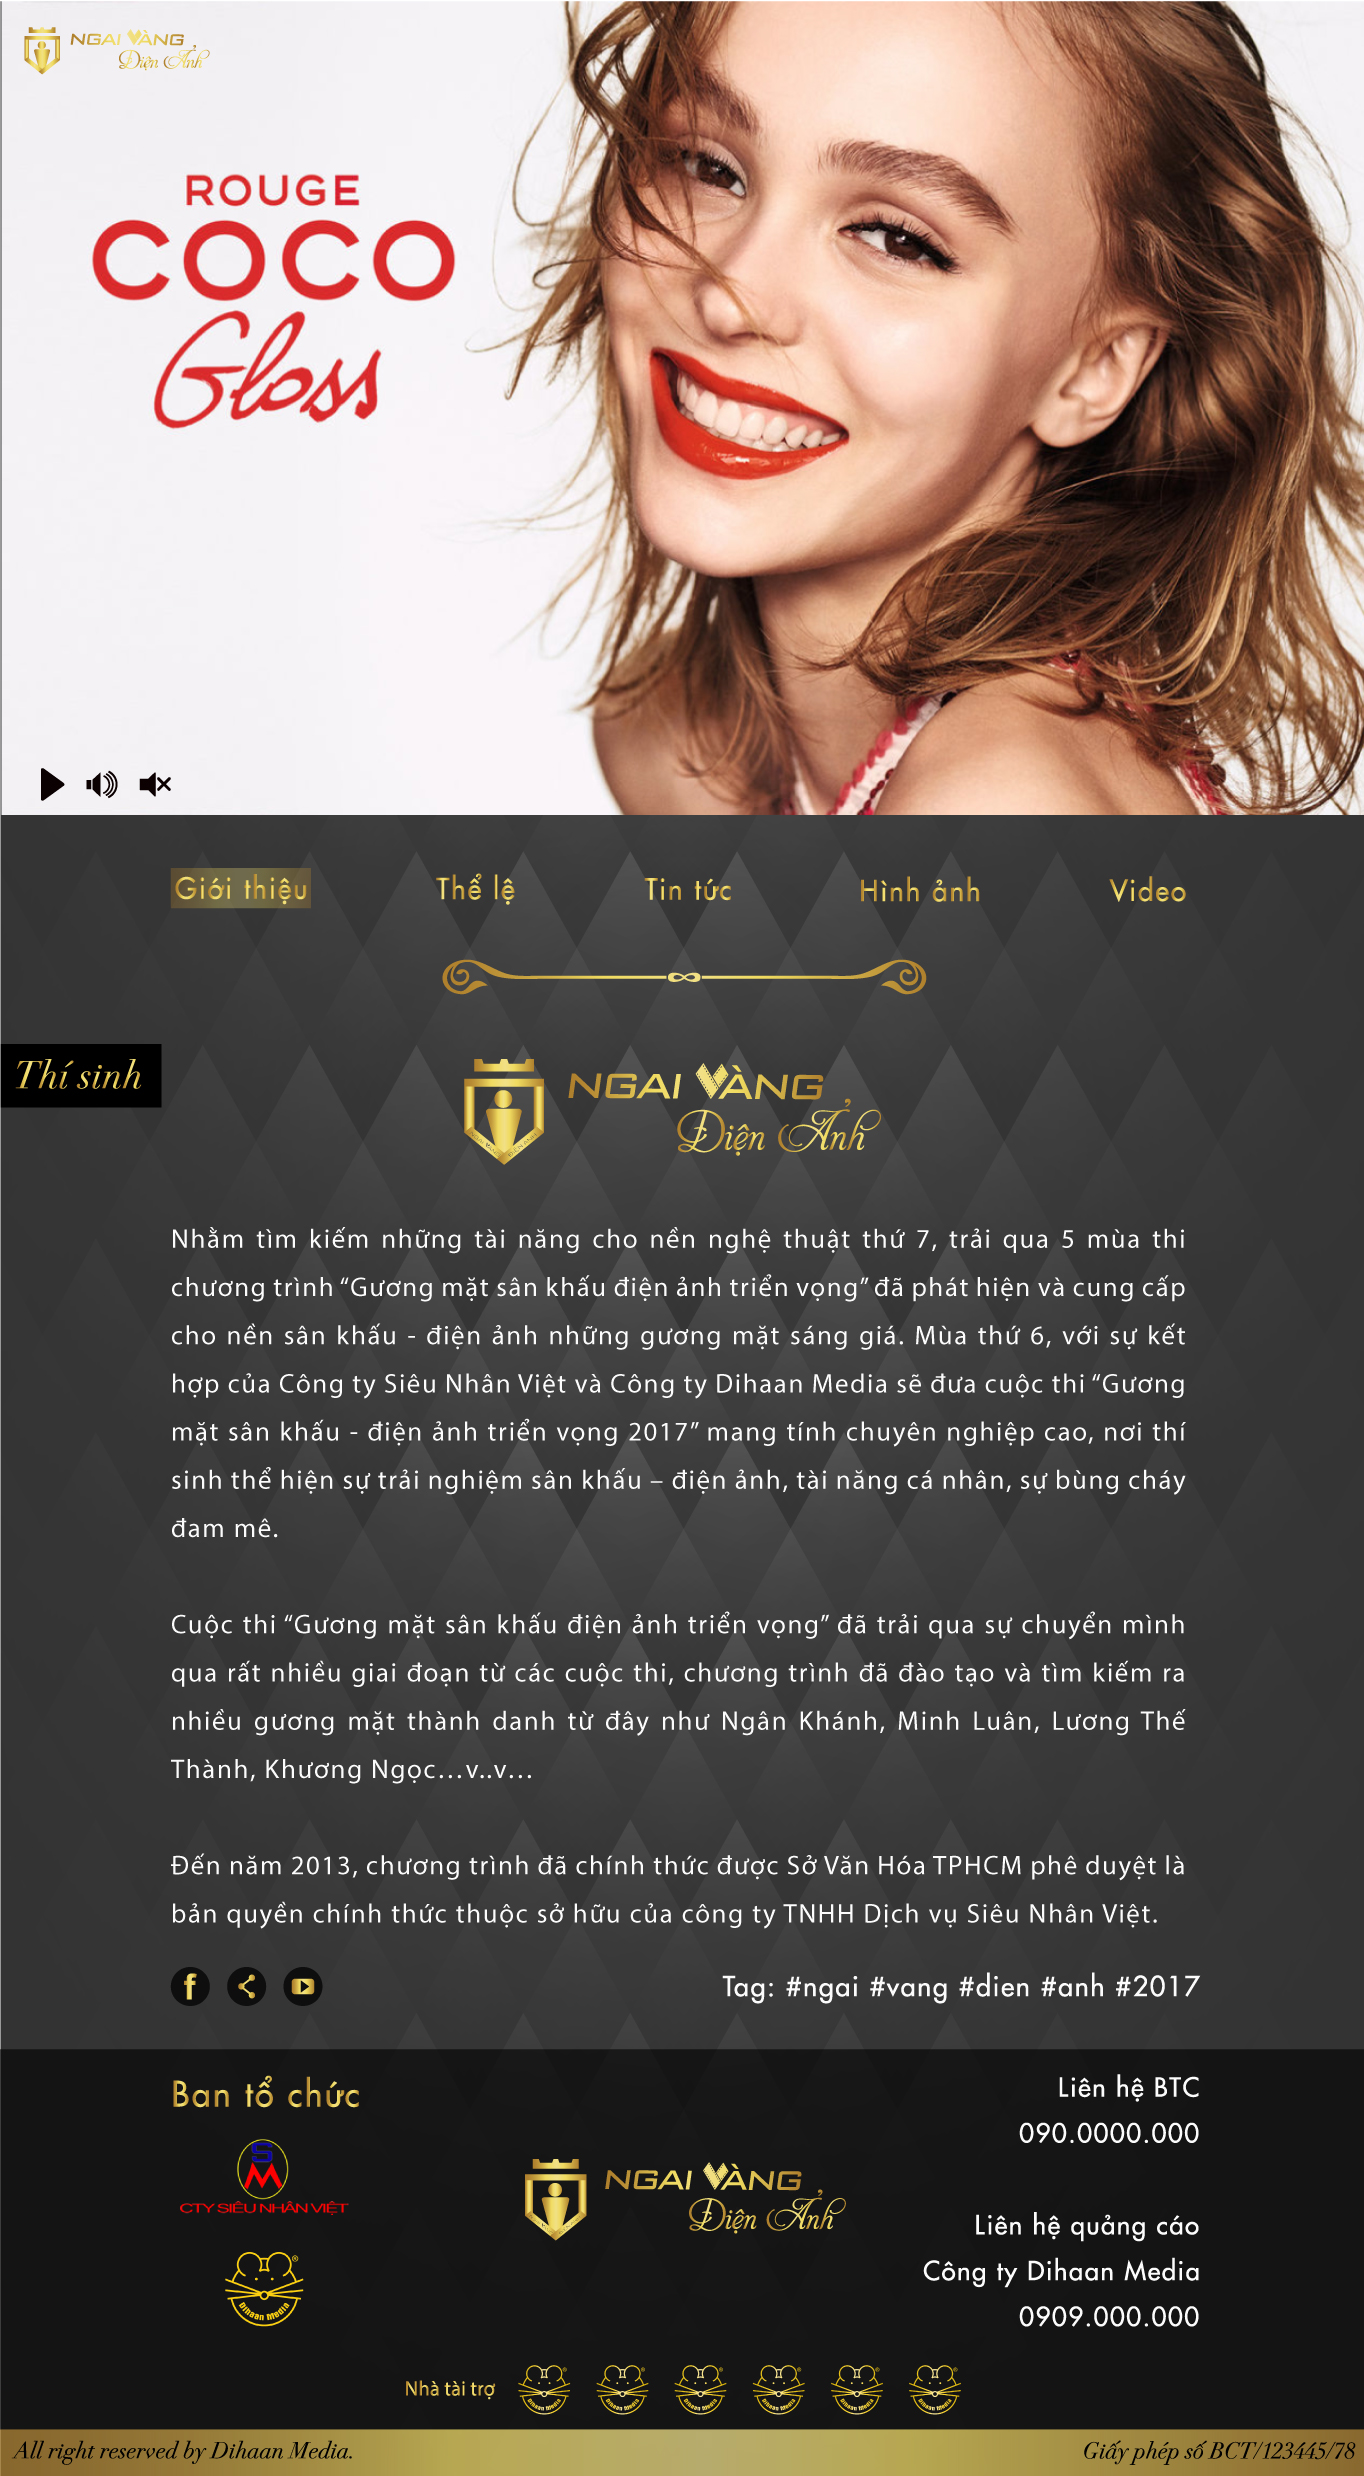 NGAI VÀNG
Điện Ảnh
ROUGE
COCO
Gloss
Giới thiệu
Thể lệ
Tin tức
Hình ảnh
Video
Thí sinh
NGAI VÀNG
Điện Ảnh
Nhằm tìm kiếm những tài năng cho nền nghệ thuật thứ 7, trải qua 5 mùa thi
chương trình “Gương mặt sân khấu điện ảnh triển vọng” đã phát hiện và cung cấp
cho nền sân khấu - điện ảnh những gương mặt sáng giá. Mùa thứ 6, với sự kết
hợp của Công ty Siêu Nhân Việt và Công ty Dihaan Media sẽ đưa cuộc thi “Gương
mặt sân khấu - điện ảnh triển vọng 2017” mang tính chuyên nghiệp cao, nơi thí
sinh thể hiện sự trải nghiệm sân khấu – điện ảnh, tài năng cá nhân, sự bùng cháy
đam mê.
Cuộc thi “Gương mặt sân khấu điện ảnh triển vọng” đã trải qua sự chuyển mình
qua rất nhiều giai đoạn từ các cuộc thi, chương trình đã đào tạo và tìm kiếm ra
nhiều gương mặt thành danh từ đây như Ngân Khánh, Minh Luân, Lương Thế
Thành, Khương Ngọc...v..v...
Đến năm 2013, chương trình đã chính thức được Sở Văn Hóa TPHCM phê duyệt là
bản quyền chính thức thuộc sở hữu của công ty TNHH Dịch vụ Siêu Nhân Việt.
Tag: #ngai #vang #dien #anh #2017
Ban tổ chức
SM
CTY SIÊU NHÂN VIỆT
Dihaan Media
NGAI VÀNG
Điện Ảnh
Liên hệ BTC
090.0000.000
Liên hệ quảng cáo
Công ty Dihaan Media
0909.000.000
Nhà tài trợ
Dihaan Media
Dihaan Media
Dihaan Media
Dihaan Media
Dihaan Media
Dihaan Media
All right reserved by Dihaan Media.
Giấy phép số BCT/123445/78